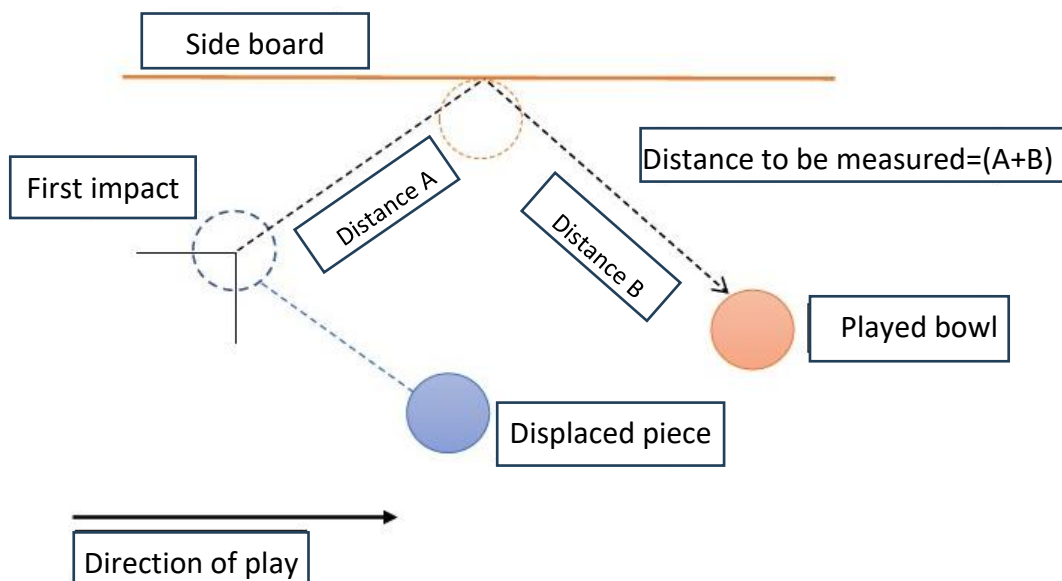 Side board
First impact
Distance A
Distance to be measured=(A+B)
Distance B
Played bowl
Displaced piece
Direction of play